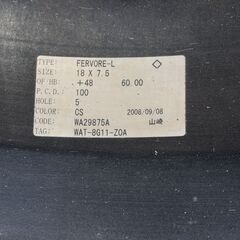 TYPE: FERVORE-L
SIZE: 18 X 7.5
OF HB: +48 60.00
P.C.D.: 100
HOLE: 5
COLOR: CS 2008/09/08
CODE: WA29875A 山崎
TAG: WAT-8G11-Z0A